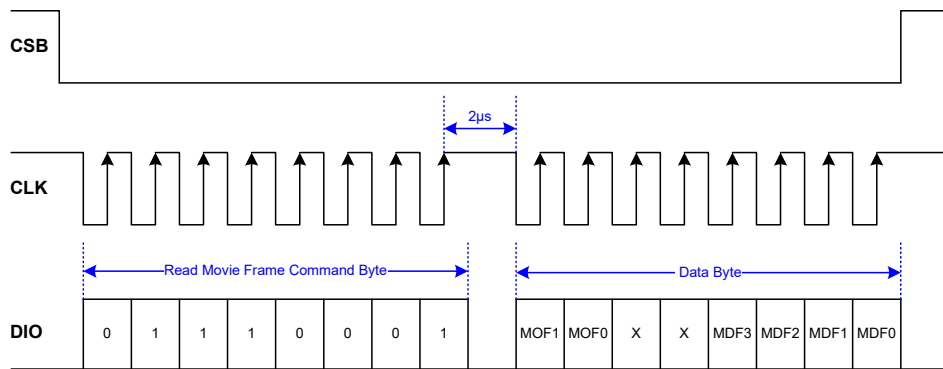 CSB
2µs
CLK
Read Movie Frame Command Byte
Data Byte
DIO 0 1 1 1 0 0 0 1 MOF1 MOF0 X X MDF3 MDF2 MDF1 MDF0